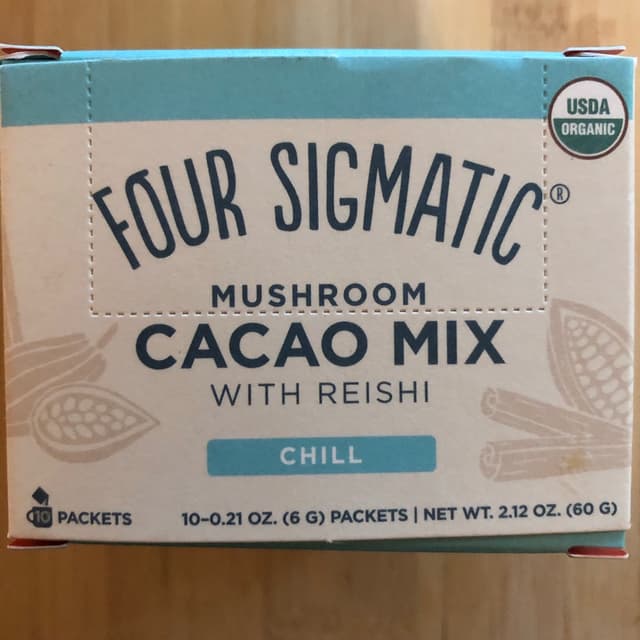 USDA
ORGANIC
FOUR SIGMATIC®
MUSHROOM
CACAO MIX
WITH REISHI
CHILL
10 PACKETS
10-0.21 OZ. (6 G) PACKETS | NET WT. 2.12 OZ. (60 G)